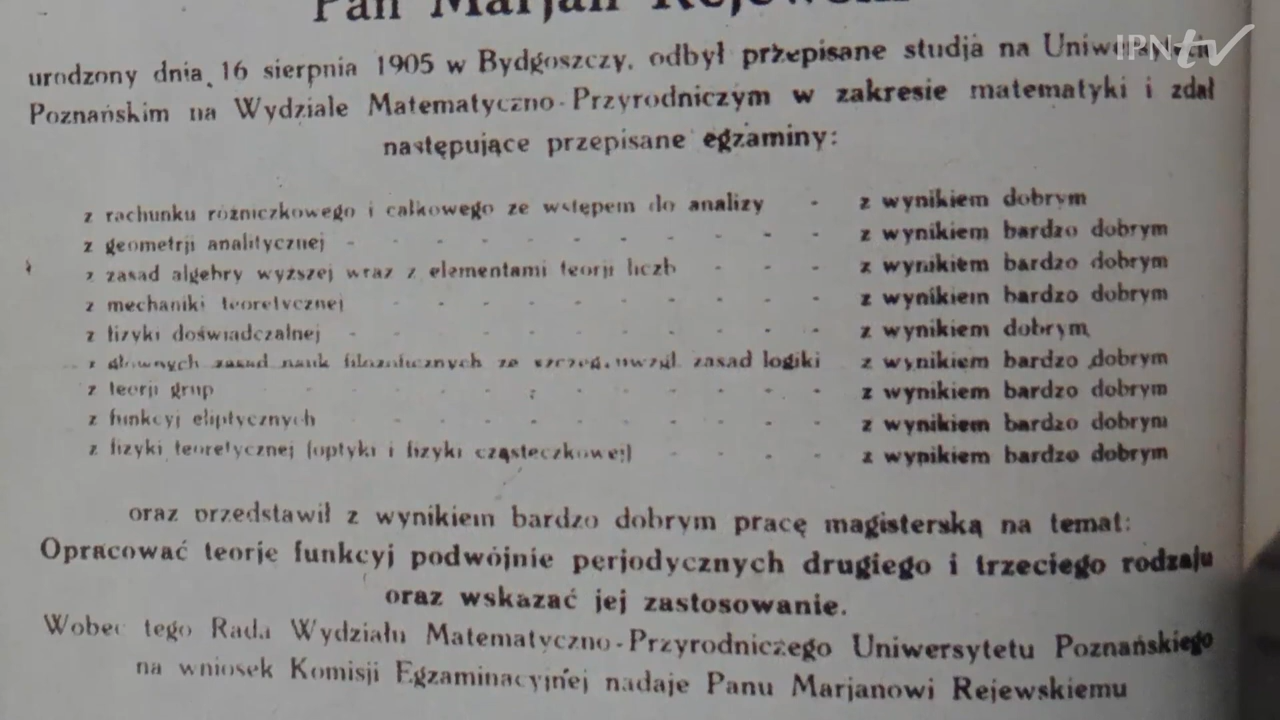 Pan Marjan Rejewski
urodzony dnia 16 sierpnia 1905 w Bydgoszczy, odbył przepisane studja na Uniwersytecie
IPNtv
Poznańskim na Wydziale Matematyczno-Przyrodniczym w zakresie matematyki i zdał
następujące przepisane egzaminy:
z rachunku różniczkowego i całkowego ze wstępem do analizy - z wynikiem dobrym
z geometrji analitycznej - - - - - - - - - - - z wynikiem bardzo dobrym
z zasad algebry wyższej wraz z elementami teorji liczb - - - z wynikiem bardzo dobrym
z mechaniki teoretycznej - - - - - - - - - - z wynikiem bardzo dobrym
z fizyki doświadczalnej - - - - - - - - - - - z wynikiem dobrym
z głównych zasad nauk filozoficznych ze szczeg. uwzgl. zasad logiki z wynikiem bardzo dobrym
z teorji grup - - - - - - - - - - - z wynikiem bardzo dobrym
z funkcyj eliptycznych - - - - - - - - - - - z wynikiem bardzo dobrym
z fizyki teoretycznej (optyki i fizyki cząsteczkowej) - - - - z wynikiem bardzo dobrym
oraz przedstawił z wynikiem bardzo dobrym pracę magisterską na temat:
Opracować teorję funkcyj podwójnie perjodycznych drugiego i trzeciego rodzaju
oraz wskazać jej zastosowanie.
Wobec tego Rada Wydziału Matematyczno-Przyrodniczego Uniwersytetu Poznańskiego
na wniosek Komisji Egzaminacyjnej nadaje Panu Marjanowi Rejewskiemu